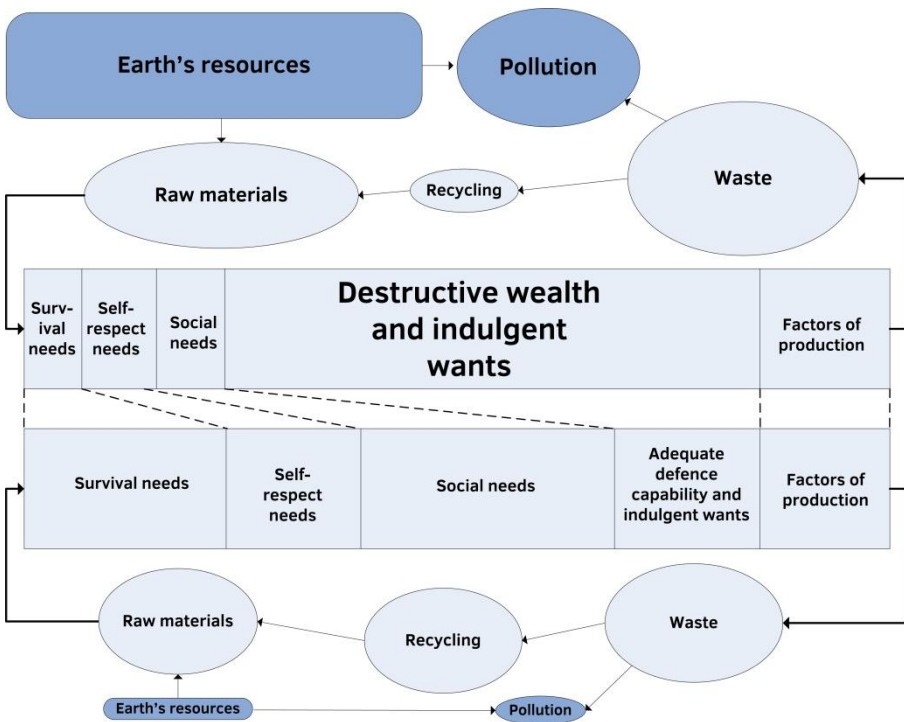 Earth's resources
Pollution
Waste
Recycling
Raw materials
Surv-
ival
needs
Self-
respect
needs
Social
needs
Destructive wealth
and indulgent
wants
Factors of
production
Survival needs
Self-
respect
needs
Social needs
Adequate
defence
capability and
indulgent wants
Factors of
production
Raw materials
Recycling
Waste
Earth's resources
Pollution